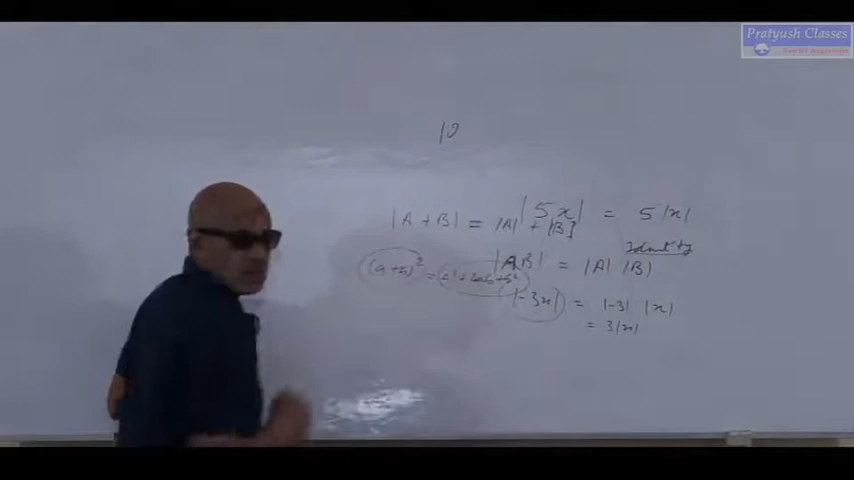 Pratyush Classes
10
|5x| = 5|x|
|A + B| = |A| + |B|
Identity
|AB| = |A| |B|
(a+b)² = a²+2ab+b²
|-3x| = |-3| |x|
= 3|x|